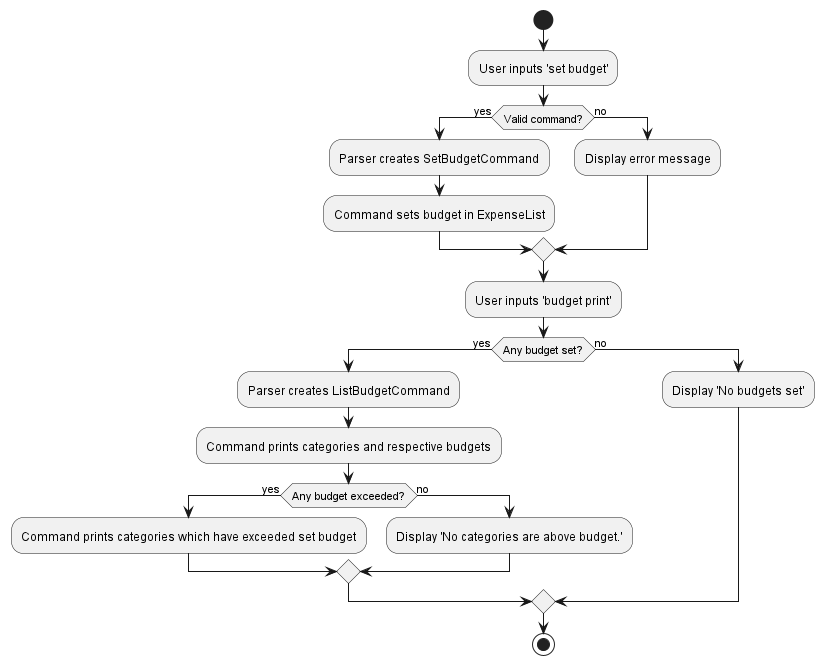 User inputs 'set budget'
yes
Valid command?
no
Parser creates SetBudgetCommand
Display error message
Command sets budget in ExpenseList
User inputs 'budget print'
yes
Any budget set?
no
Parser creates ListBudgetCommand
Display 'No budgets set'
Command prints categories and respective budgets
yes
Any budget exceeded?
no
Command prints categories which have exceeded set budget
Display 'No categories are above budget.'